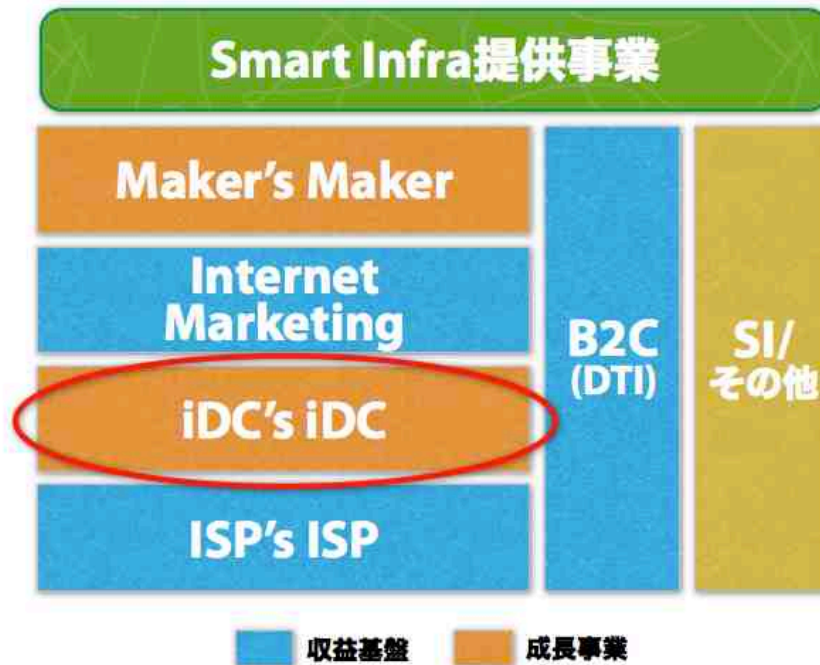 Smart Infra提供事業
Maker's Maker
Internet
Marketing
iDC's iDC
ISP's ISP
B2C
(DTI)
SI/
その他
収益基盤
成長事業